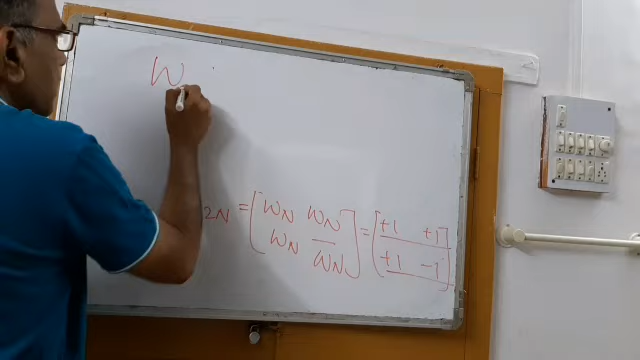 W
2N = [ WN WN = [ +1 +1 ]
WN W̅N ] +1 -1 ]